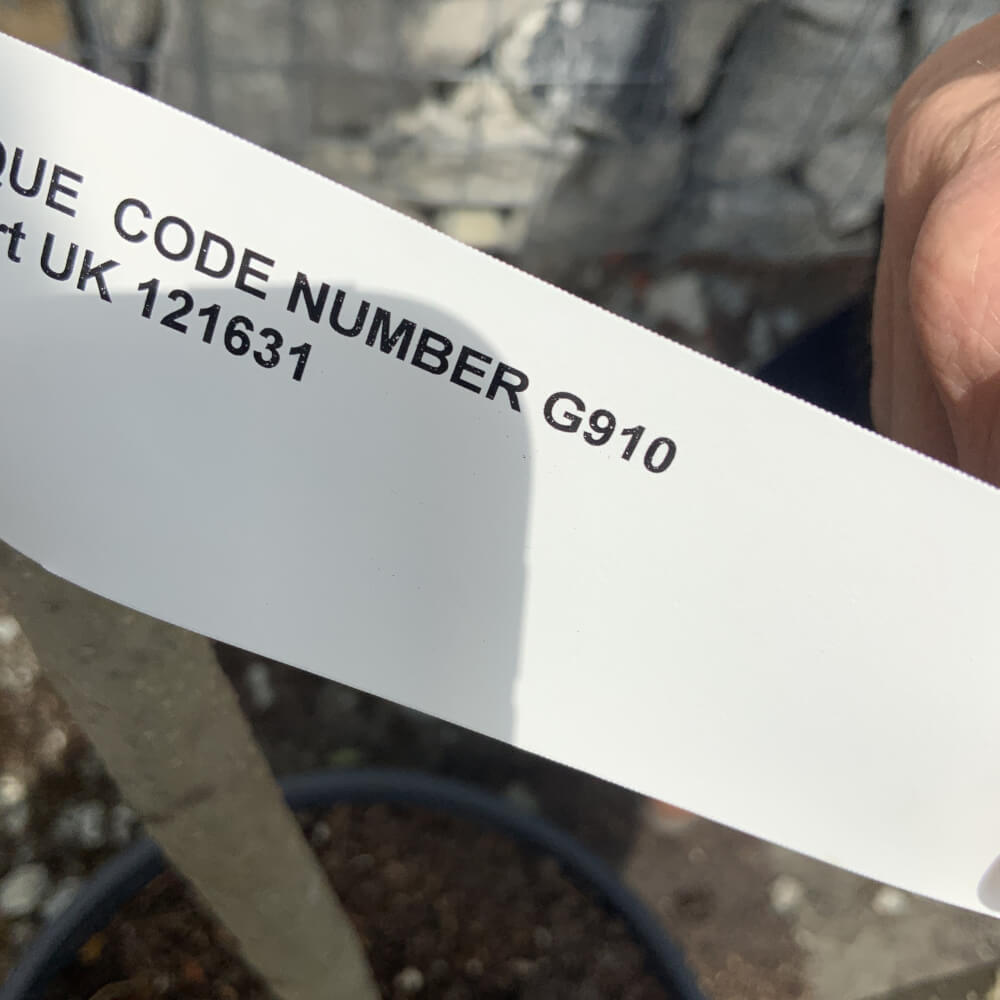 QUE CODE NUMBER G910
rt UK 121631